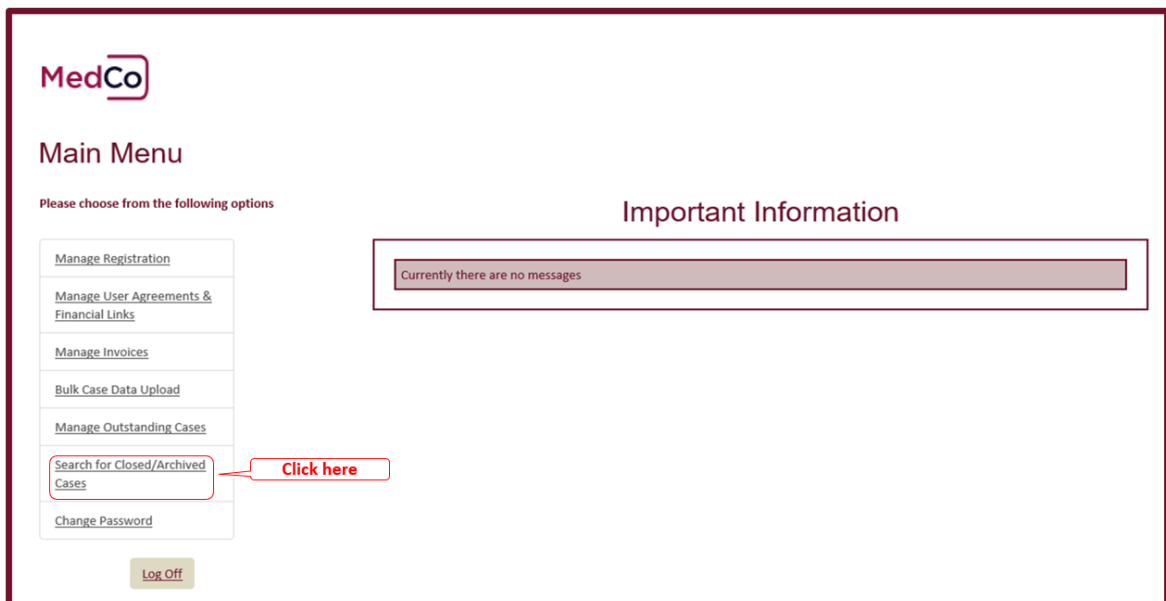 MedCo
Main Menu
Please choose from the following options
Important Information
Manage Registration
Currently there are no messages
Manage User Agreements &
Financial Links
Manage Invoices
Bulk Case Data Upload
Manage Outstanding Cases
Search for Closed/Archived
Cases
Click here
Change Password
Log Off